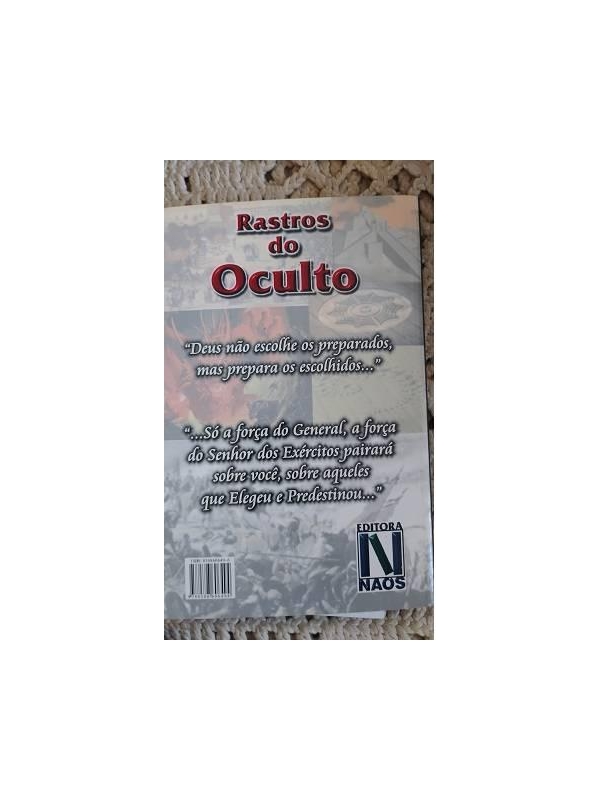 Rastros
do
Oculto
"Deus não escolhe os preparados,
mas prepara os escolhidos..."
"...Só a força do General, a força
do Senhor dos Exércitos pairará
sobre você, sobre aqueles
que Elegeu e Predestinou..."
EDITORA
N
NAOS